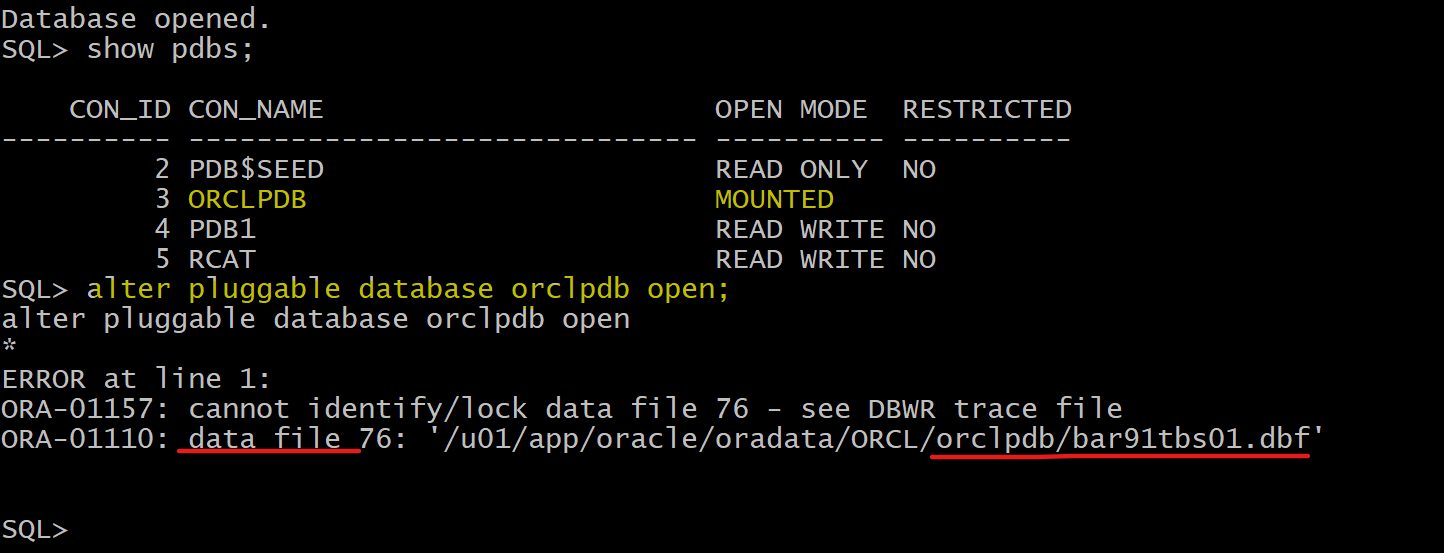 Database opened.
SQL> show pdbs;
    CON_ID CON_NAME                       OPEN MODE  RESTRICTED
---------- ------------------------------ ---------- ----------
         2 PDB$SEED                       READ ONLY  NO
         3 ORCLPDB                        MOUNTED
         4 PDB1                           READ WRITE NO
         5 RCAT                           READ WRITE NO
SQL> alter pluggable database orclpdb open;
alter pluggable database orclpdb open
*
ERROR at line 1:
ORA-01157: cannot identify/lock data file 76 - see DBWR trace file
ORA-01110: data file 76: '/u01/app/oracle/oradata/ORCL/orclpdb/bar91tbs01.dbf'
SQL>